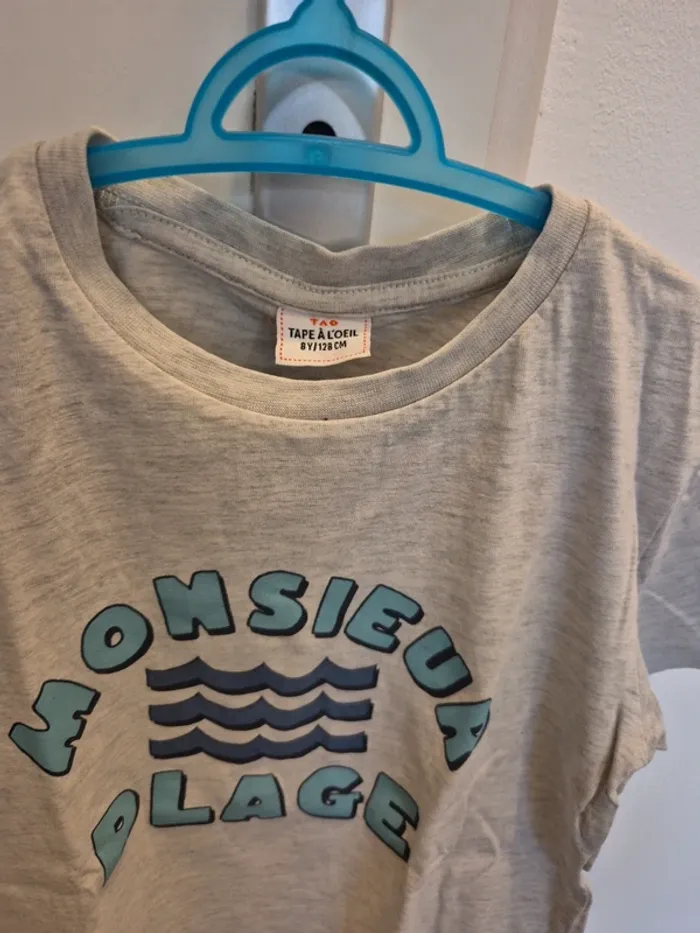 TAO
TAPE À L'OEIL
8Y/128 CM
MONSIEUR
PLAGE